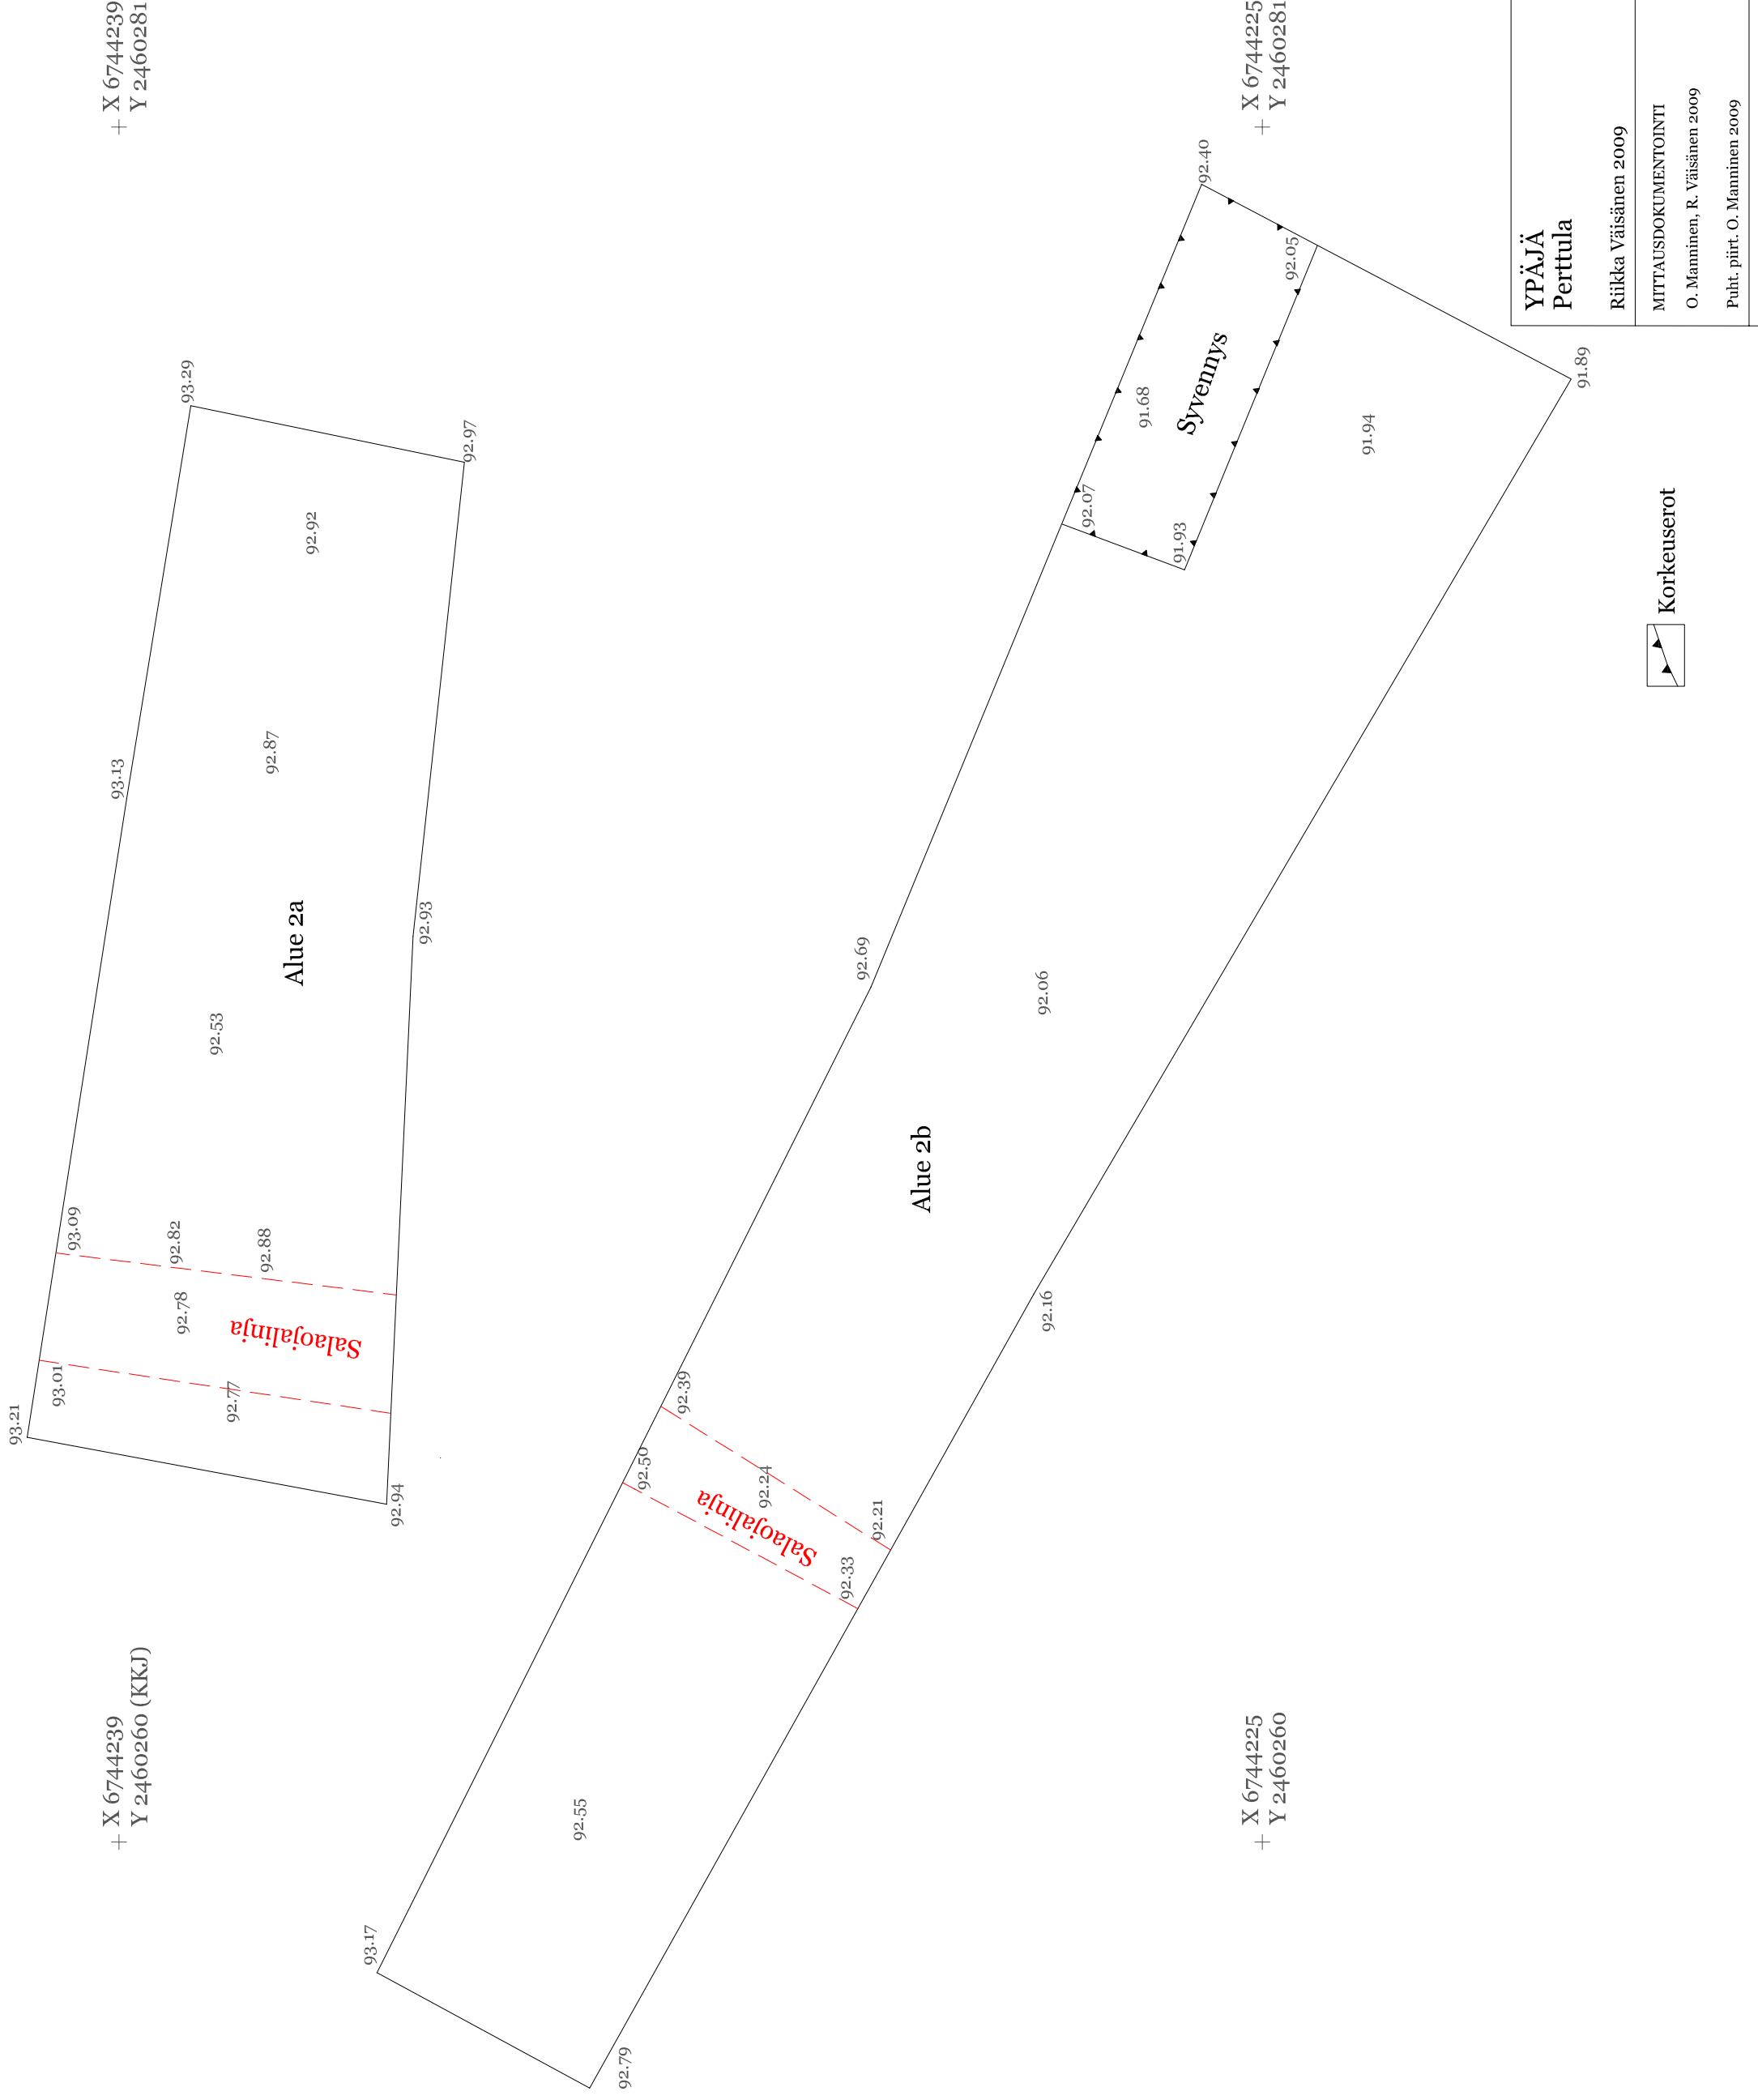 + X 6744239
Y 2460260 (KKJ)
+ X 6744239
Y 2460281
93.21
93.01
93.09
93.13
93.29
92.77
92.78
92.82
92.88
92.53
92.87
92.92
Salaojalinja
Alue 2a
92.94
92.93
92.97
93.17
92.50
92.39
92.69
92.55
92.24
Salaojalinja
92.79
92.33
92.21
Alue 2b
92.06
92.16
92.07
91.93
91.68
Syvennys
92.40
92.05
91.94
91.89
+ X 6744225
Y 2460260
+ X 6744225
Y 2460281
Korkeuserot
YPÄJÄ
Perttula
Riikka Väisänen 2009
MITTAUSDOKUMENTOINTI
O. Manninen, R. Väisänen 2009
Puht. piirt. O. Manninen 2009